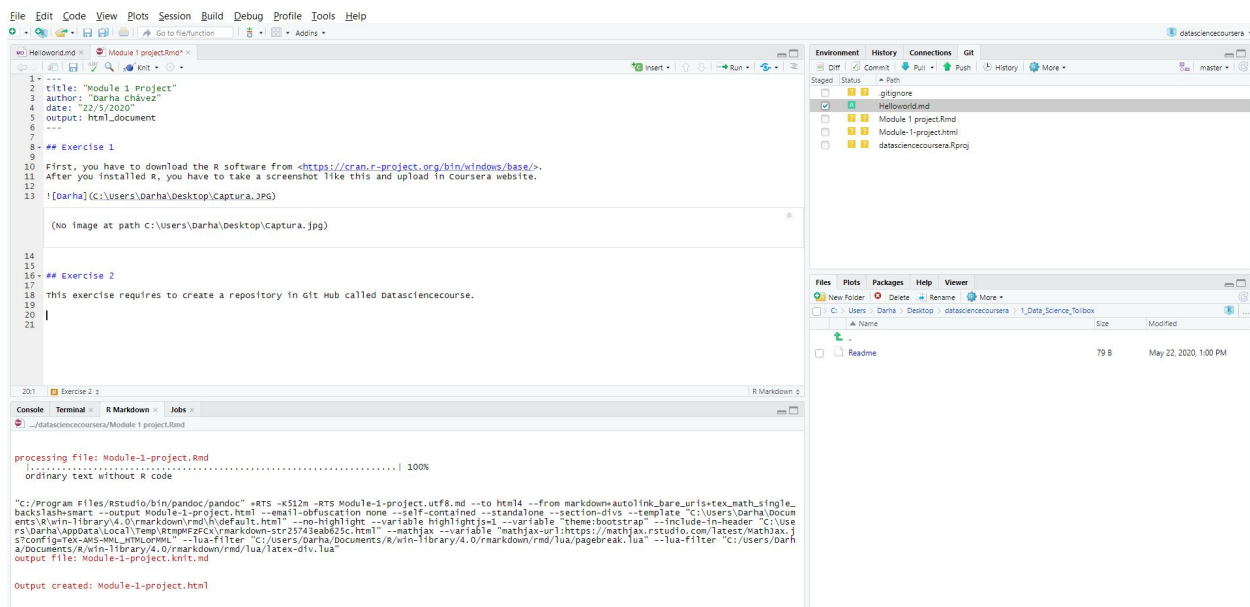 File Edit Code View Plots Session Build Debug Profile Tools Help
Go to file/function Addins
datasciencecoursera
Helloworld.md Module 1 project.Rmd*
Knit Insert Run
1 ---
2 title: "Module 1 Project"
3 author: "Darha Chávez"
4 date: "22/5/2020"
5 output: html_document
6 ---
7
8 ## Exercise 1
9
10 First, you have to download the R software from <https://cran.r-project.org/bin/windows/base/>.
11 After you installed R, you have to take a screenshot like this and upload in Coursera website.
12
13 ![Darha](C:\Users\Darha\Desktop\Captura.JPG)
(No image at path C:\Users\Darha\Desktop\Captura.jpg)
14
15
16 ## Exercise 2
17
18 This exercise requires to create a repository in Git Hub called Datasciencecourse.
19
20
21
20:1 Exercise 2 R Markdown
Console Terminal R Markdown Jobs
.../datasciencecoursera/Module 1 project.Rmd
processing file: Module-1-project.Rmd
|......................................................................| 100%
ordinary text without R code
"C:/Program Files/RStudio/bin/pandoc/pandoc" +RTS -K512m -RTS Module-1-project.utf8.md --to html4 --from markdown+autolink_bare_uris+tex_math_single_
backslash+smart --output Module-1-project.html --email-obfuscation none --self-contained --standalone --section-divs --template "C:\Users\Darha\Docum
ents\R\win-library\4.0\rmarkdown\rmd\h\default.html" --no-highlight --variable highlightjs=1 --variable "theme:bootstrap" --include-in-header "C:\Use
rs\Darha\AppData\Local\Temp\RtmpMFzFCx\rmarkdown-str25743eab625c.html" --mathjax --variable "mathjax-url:https://mathjax.rstudio.com/latest/MathJax.j
s?config=TeX-AMS-MML_HTMLorMML" --lua-filter "C:/Users/Darha/Documents/R/win-library/4.0/rmarkdown/rmd/lua/pagebreak.lua" --lua-filter "C:/Users/Darh
a/Documents/R/win-library/4.0/rmarkdown/rmd/lua/latex-div.lua"
output file: Module-1-project.knit.md
Output created: Module-1-project.html
Environment History Connections Git
Diff Commit Pull Push History More master
Staged Status Path
? ? .gitignore
A Helloworld.md
? ? Module 1 project.Rmd
? ? Module-1-project.html
? ? datasciencecoursera.Rproj
Files Plots Packages Help Viewer
New Folder Delete Rename More
C: Users Darha Desktop datasciencecoursera 1_Data_Science_Tollbox
Name Size Modified
..
Readme 79 B May 22, 2020, 1:00 PM